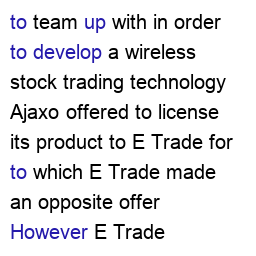 to team up with in order
to develop a wireless
stock trading technology
Ajaxo offered to license
its product to E Trade for
to which E Trade made
an opposite offer
However E Trade